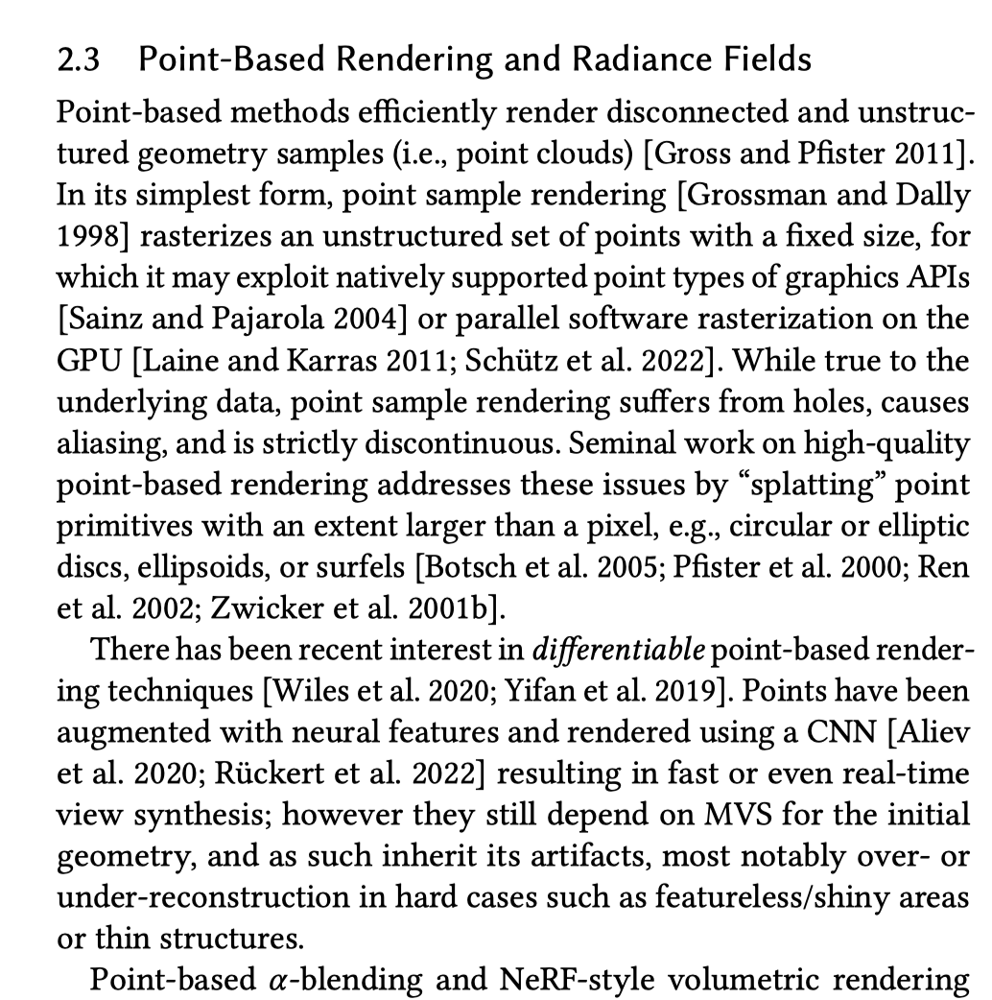 2.3 Point-Based Rendering and Radiance Fields
Point-based methods efficiently render disconnected and unstruc-
tured geometry samples (i.e., point clouds) [Gross and Pfister 2011].
In its simplest form, point sample rendering [Grossman and Dally
1998] rasterizes an unstructured set of points with a fixed size, for
which it may exploit natively supported point types of graphics APIs
[Sainz and Pajarola 2004] or parallel software rasterization on the
GPU [Laine and Karras 2011; Schütz et al. 2022]. While true to the
underlying data, point sample rendering suffers from holes, causes
aliasing, and is strictly discontinuous. Seminal work on high-quality
point-based rendering addresses these issues by “splatting” point
primitives with an extent larger than a pixel, e.g., circular or elliptic
discs, ellipsoids, or surfels [Botsch et al. 2005; Pfister et al. 2000; Ren
et al. 2002; Zwicker et al. 2001b].
There has been recent interest in differentiable point-based render-
ing techniques [Wiles et al. 2020; Yifan et al. 2019]. Points have been
augmented with neural features and rendered using a CNN [Aliev
et al. 2020; Rückert et al. 2022] resulting in fast or even real-time
view synthesis; however they still depend on MVS for the initial
geometry, and as such inherit its artifacts, most notably over- or
under-reconstruction in hard cases such as featureless/shiny areas
or thin structures.
Point-based α-blending and NeRF-style volumetric rendering